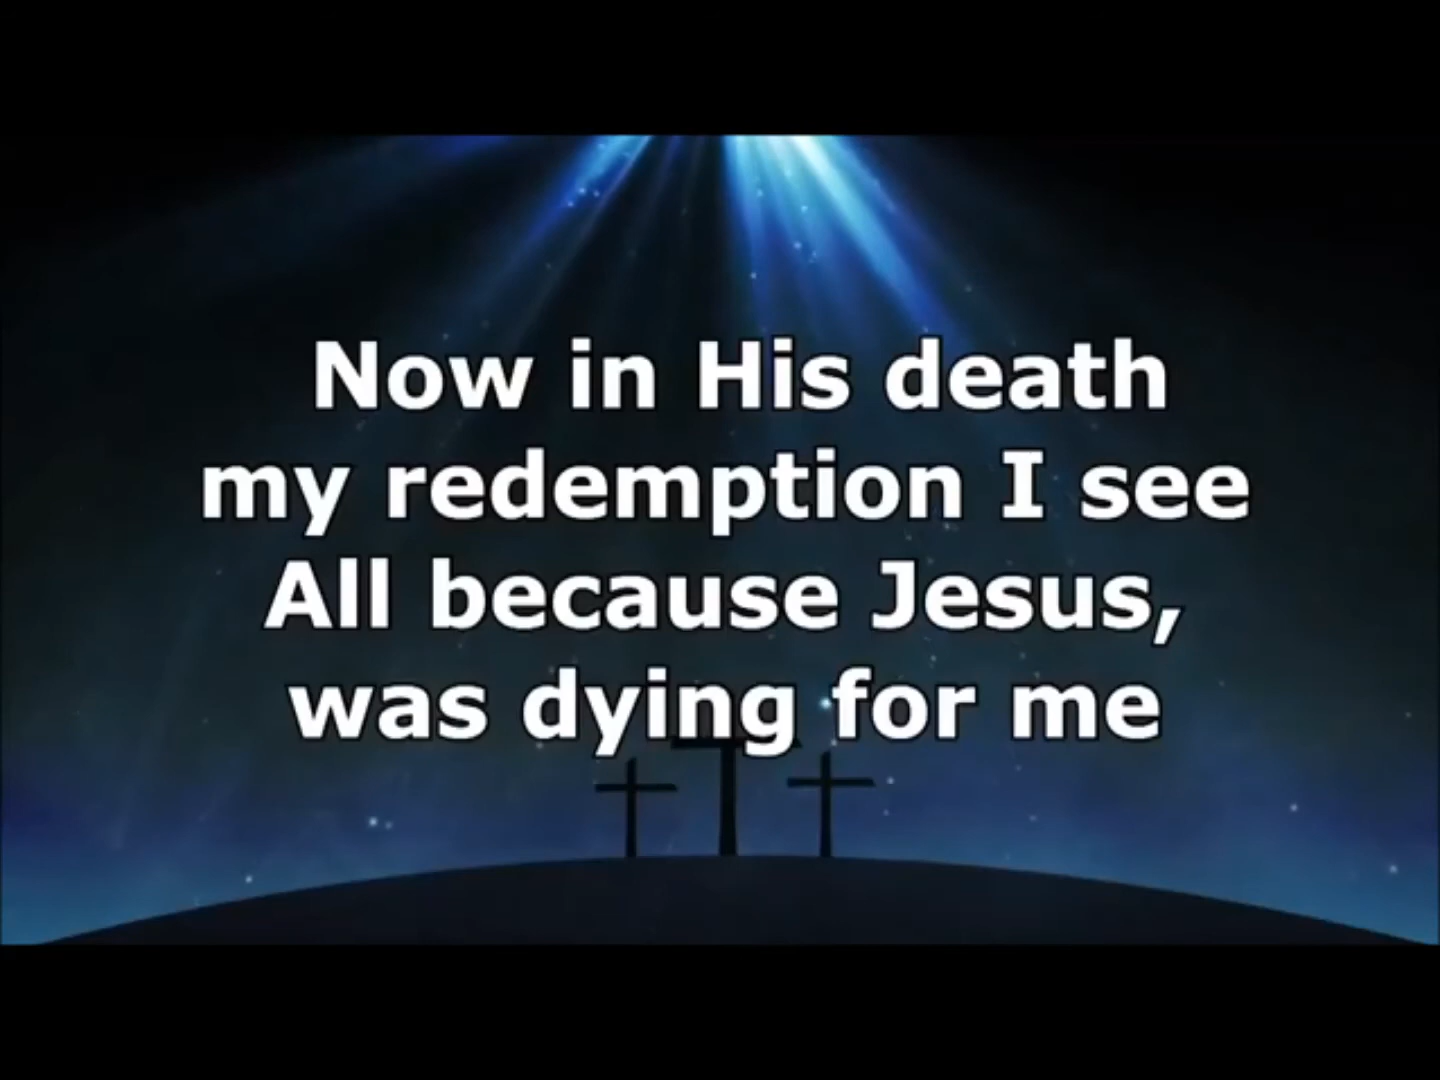 Now in His death
my redemption I see
All because Jesus,
was dying for me